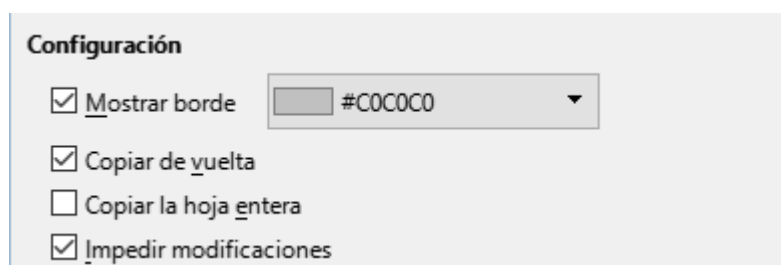 Configuración
Mostrar borde #C0C0C0
Copiar de vuelta
Copiar la hoja entera
Impedir modificaciones